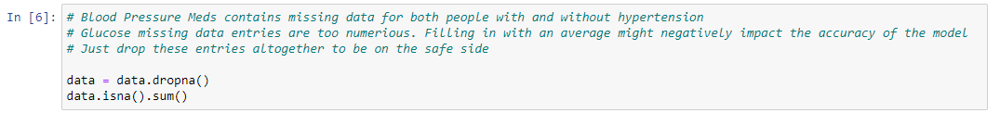 In [6]: # Blood Pressure Meds contains missing data for both people with and without hypertension
# Glucose missing data entries are too numerious. Filling in with an average might negatively impact the accuracy of the model
# Just drop these entries altogether to be on the safe side
data = data.dropna()
data.isna().sum()